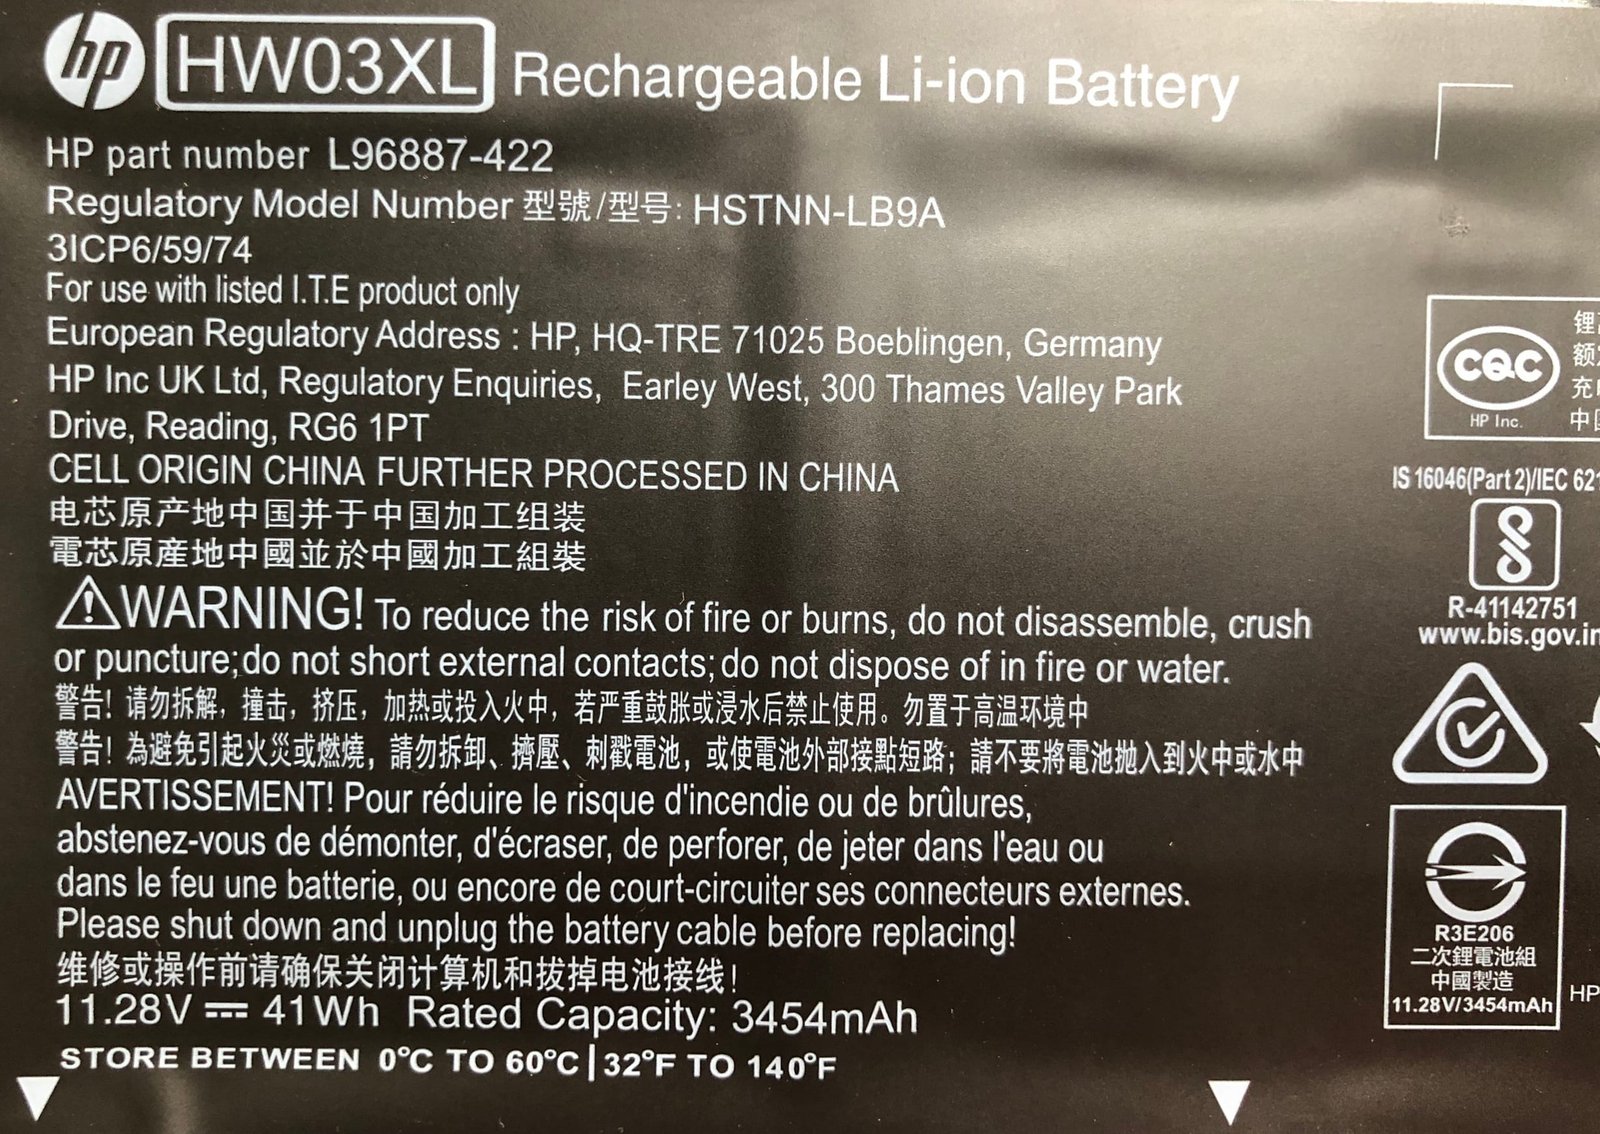 hp HW03XL Rechargeable Li-ion Battery
HP part number L96887-422
Regulatory Model Number 型號/型号: HSTNN-LB9A
3ICP6/59/74
For use with listed I.T.E product only
European Regulatory Address : HP, HQ-TRE 71025 Boeblingen, Germany
HP Inc UK Ltd, Regulatory Enquiries, Earley West, 300 Thames Valley Park
Drive, Reading, RG6 1PT
CELL ORIGIN CHINA FURTHER PROCESSED IN CHINA
电芯原产地中国并于中国加工组装
電芯原産地中國並於中國加工組裝
WARNING! To reduce the risk of fire or burns, do not disassemble, crush
or puncture;do not short external contacts;do not dispose of in fire or water.
警告! 请勿拆解，撞击，挤压，加热或投入火中，若严重鼓胀或浸水后禁止使用。勿置于高温环境中
警告! 為避免引起火災或燃燒，請勿拆卸、擠壓、刺戳電池，或使電池外部接點短路；請不要將電池拋入到火中或水中
AVERTISSEMENT! Pour réduire le risque d'incendie ou de brûlures,
abstenez-vous de démonter, d'écraser, de perforer, de jeter dans l'eau ou
dans le feu une batterie, ou encore de court-circuiter ses connecteurs externes.
Please shut down and unplug the battery cable before replacing!
维修或操作前请确保关闭计算机和拔掉电池接线!
11.28V 41Wh Rated Capacity: 3454mAh
STORE BETWEEN 0°C TO 60°C | 32°F TO 140°F
CQC
HP Inc.
锂
额
充
中
IS 16046(Part 2)/IEC 621
R-41142751
www.bis.gov.in
R3E206
二次鋰電池組
中國製造
11.28V/3454mAh
HP